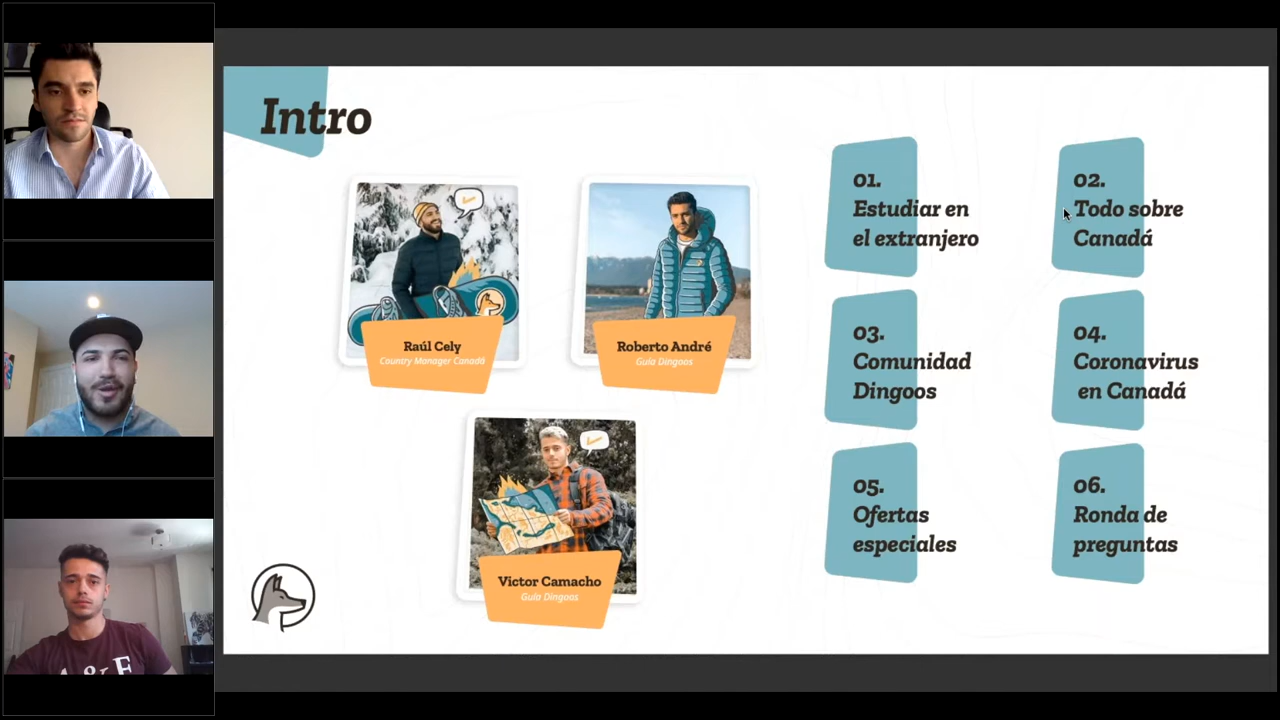 Intro
Raúl Cely
Country Manager Canadá
Roberto André
Guía Dingoos
Victor Camacho
Guía Dingoos
01.
Estudiar en
el extranjero
02.
Todo sobre
Canadá
03.
Comunidad
Dingoos
04.
Coronavirus
en Canadá
05.
Ofertas
especiales
06.
Ronda de
preguntas
A & F